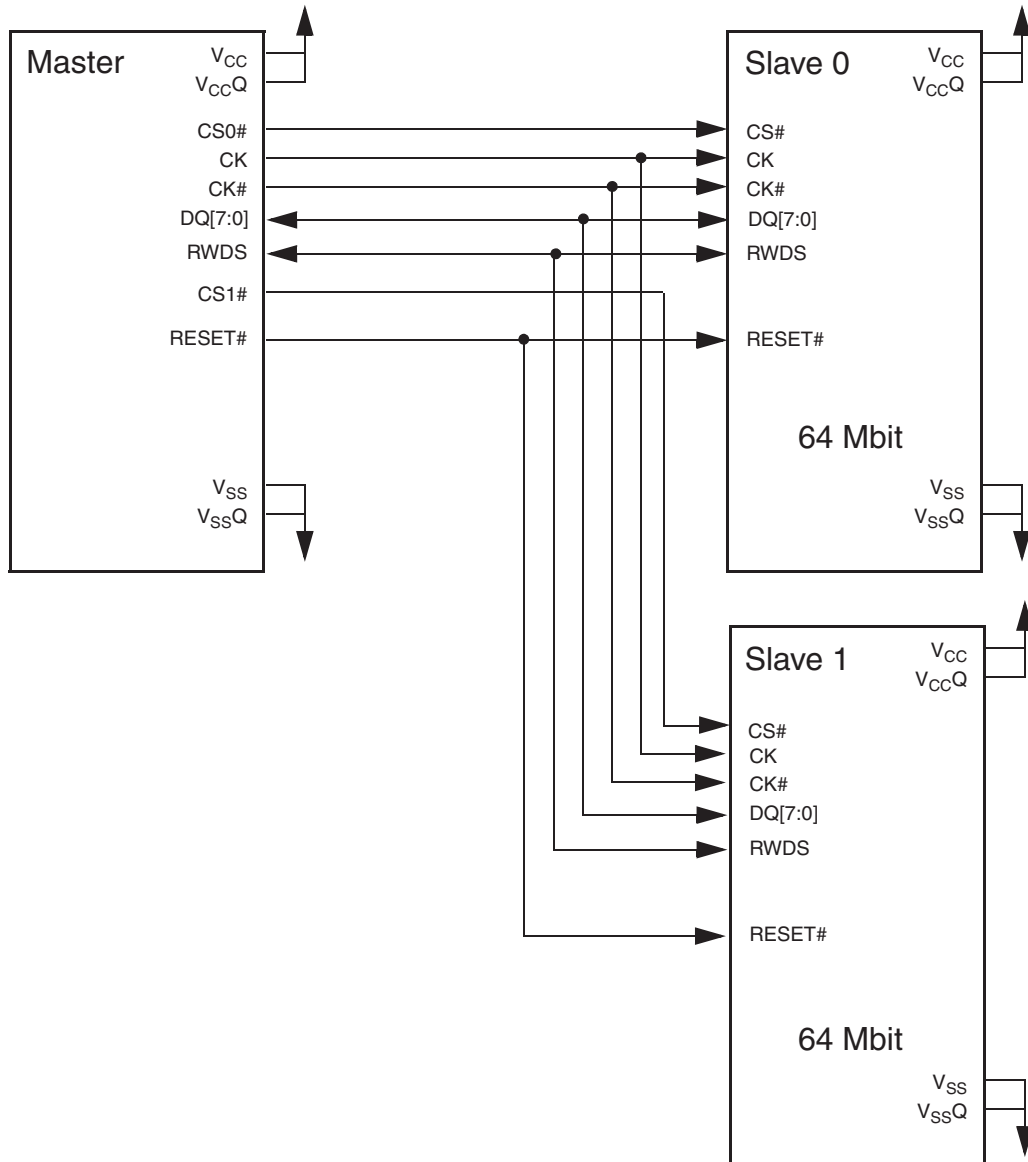 Master
VCC
VCCQ
CS0#
CK
CK#
DQ[7:0]
RWDS
CS1#
RESET#
VSS
VSSQ
Slave 0
VCC
VCCQ
CS#
CK
CK#
DQ[7:0]
RWDS
RESET#
64 Mbit
VSS
VSSQ
Slave 1
VCC
VCCQ
CS#
CK
CK#
DQ[7:0]
RWDS
RESET#
64 Mbit
VSS
VSSQ